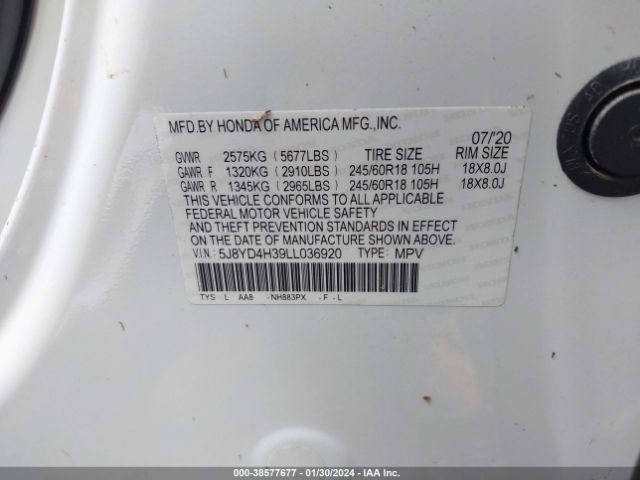 MFD.BY HONDA OF AMERICA MFG.,INC.
07/'20
GVWR 2575KG (5677LBS) TIRE SIZE RIM SIZE
GAWR F 1320KG (2910LBS) 245/60R18 105H 18X8.0J
GAWR R 1345KG (2965LBS) 245/60R18 105H 18X8.0J
THIS VEHICLE CONFORMS TO ALL APPLICABLE
FEDERAL MOTOR VEHICLE SAFETY
AND THEFT PREVENTION STANDARDS IN EFFECT
ON THE DATE OF MANUFACTURE SHOWN ABOVE.
V.I.N.: 5J8YD4H39LL036920 TYPE: MPV
TYS L AA8 -NH883PX -F-L
000-38577677 - 01/30/2024 - IAA Inc.